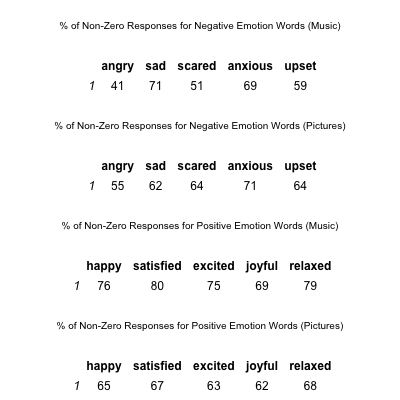 % of Non-Zero Responses for Negative Emotion Words (Music)
angry sad scared anxious upset
1 41 71 51 69 59
% of Non-Zero Responses for Negative Emotion Words (Pictures)
angry sad scared anxious upset
1 55 62 64 71 64
% of Non-Zero Responses for Positive Emotion Words (Music)
happy satisfied excited joyful relaxed
1 76 80 75 69 79
% of Non-Zero Responses for Positive Emotion Words (Pictures)
happy satisfied excited joyful relaxed
1 65 67 63 62 68